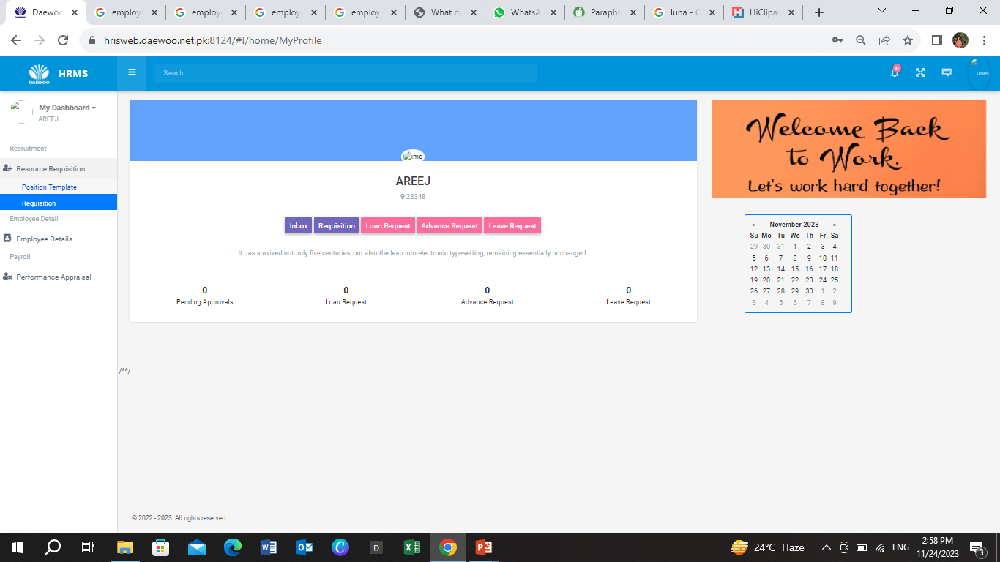 Daewoo
employ
employ
employ
employ
What m
WhatsA
Paraphr
luna - G
HiClipa
hrisweb.daewoo.net.pk:8124/#!/home/MyProfile
DAEWOO
HRMS
Search...
0
user
My Dashboard
AREEJ
Recruitment
Resource Requisition
Position Template
Requisition
Employee Detail
Employee Details
Payroll
Performance Appraisal
img
AREEJ
28348
Inbox Requisition Loan Request Advance Request Leave Request
It has survived not only five centuries, but also the leap into electronic typesetting, remaining essentially unchanged.
0 0 0 0
Pending Approvals Loan Request Advance Request Leave Request
Welcome Back
to Work.
Let's work hard together!
« November 2023 »
Su Mo Tu We Th Fr Sa
29 30 31 1 2 3 4
5 6 7 8 9 10 11
12 13 14 15 16 17 18
19 20 21 22 23 24 25
26 27 28 29 30 1 2
3 4 5 6 7 8 9
/**/
© 2022 - 2023. All rights reserved.
24°C Haze
ENG
2:58 PM
11/24/2023
3